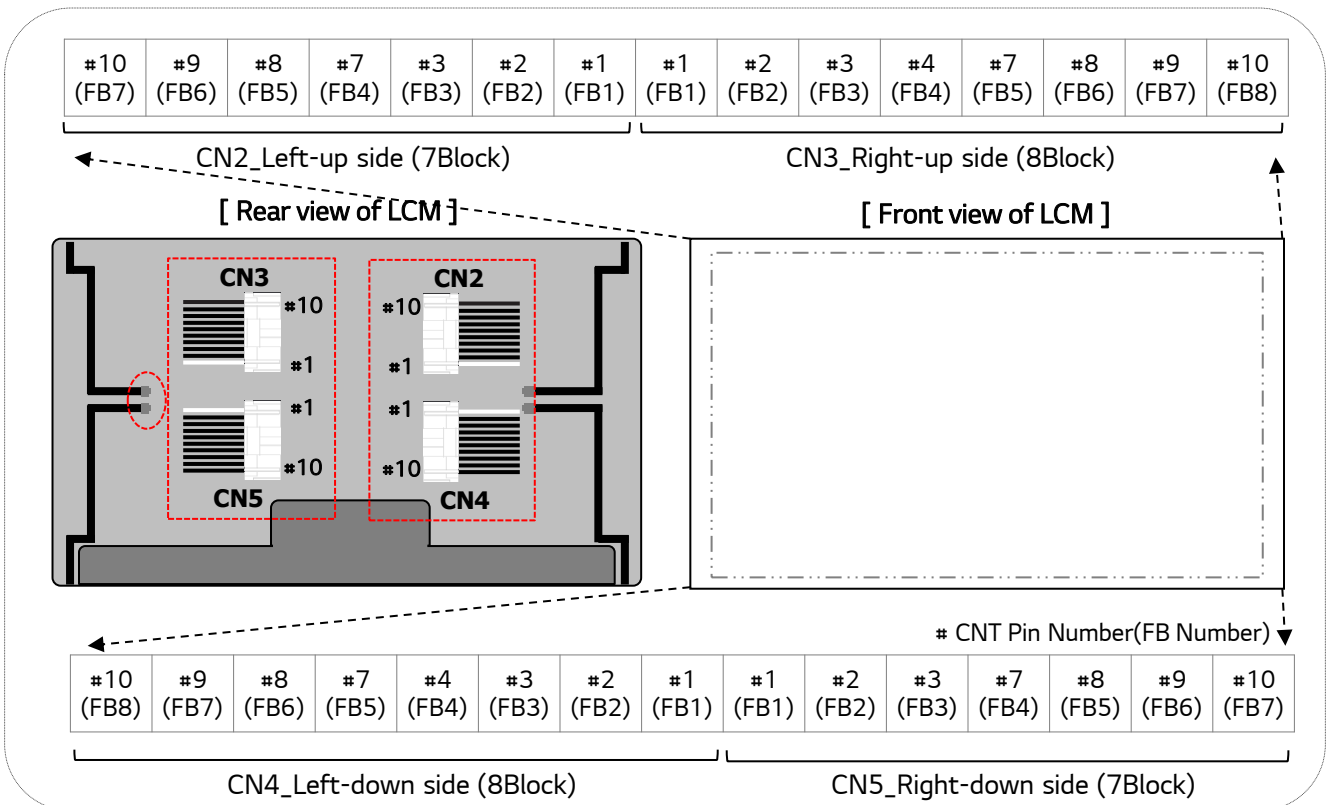 #10 #9 #8 #7 #3 #2 #1 #1 #2 #3 #4 #7 #8 #9 #10
(FB7) (FB6) (FB5) (FB4) (FB3) (FB2) (FB1) (FB1) (FB2) (FB3) (FB4) (FB5) (FB6) (FB7) (FB8)
CN2_Left-up side (7Block) CN3_Right-up side (8Block)
[ Rear view of LCM ] [ Front view of LCM ]
CN3 CN2
#10 #10
#1 #1
#1 #1
#10 #10
CN5 CN4
# CNT Pin Number(FB Number)
#10 #9 #8 #7 #4 #3 #2 #1 #1 #2 #3 #7 #8 #9 #10
(FB8) (FB7) (FB6) (FB5) (FB4) (FB3) (FB2) (FB1) (FB1) (FB2) (FB3) (FB4) (FB5) (FB6) (FB7)
CN4_Left-down side (8Block) CN5_Right-down side (7Block)